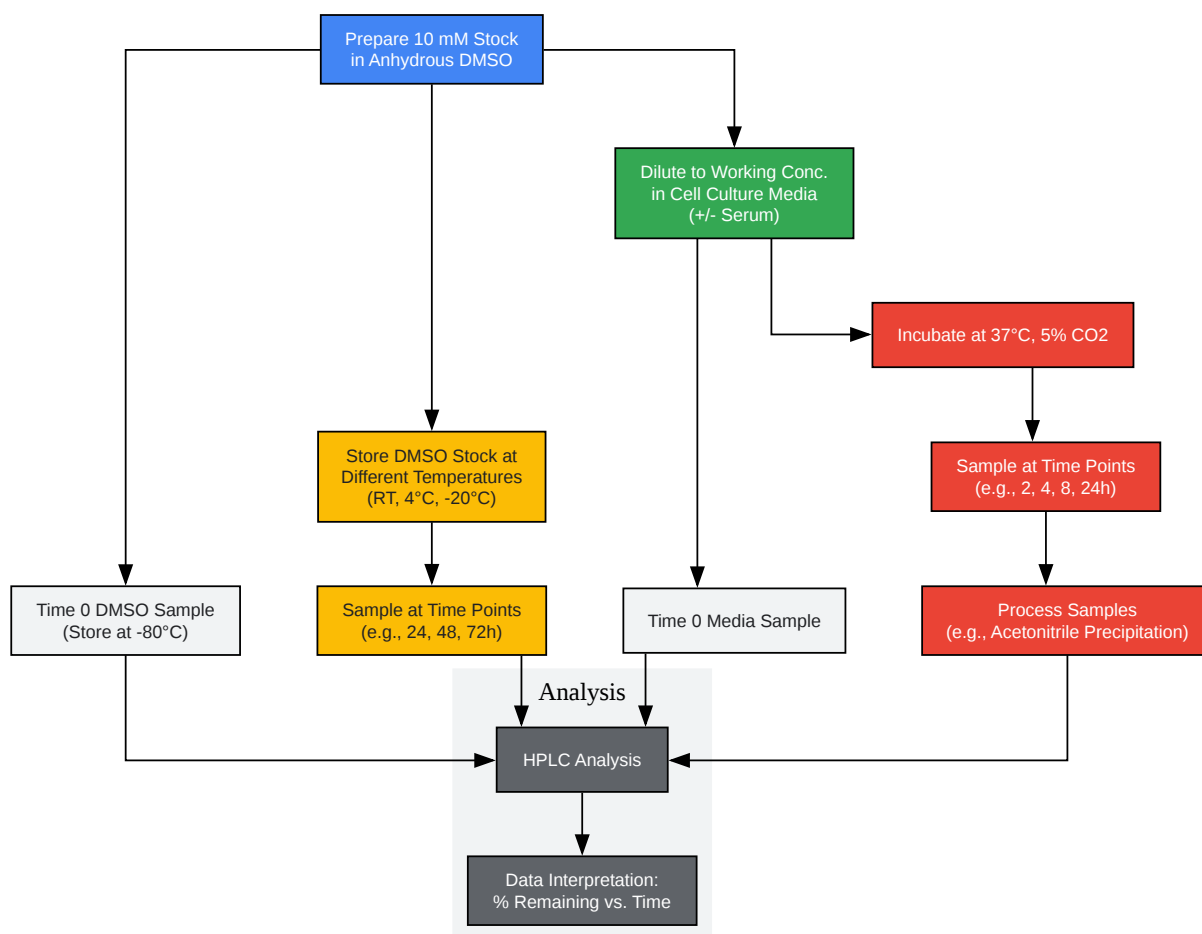 Prepare 10 mM Stock
in Anhydrous DMSO
Dilute to Working Conc.
in Cell Culture Media
(+/- Serum)
Incubate at 37°C, 5% CO2
Store DMSO Stock at
Different Temperatures
(RT, 4°C, -20°C)
Sample at Time Points
(e.g., 2, 4, 8, 24h)
Time 0 DMSO Sample
(Store at -80°C)
Sample at Time Points
(e.g., 24, 48, 72h)
Time 0 Media Sample
Process Samples
(e.g., Acetonitrile Precipitation)
Analysis
HPLC Analysis
Data Interpretation:
% Remaining vs. Time